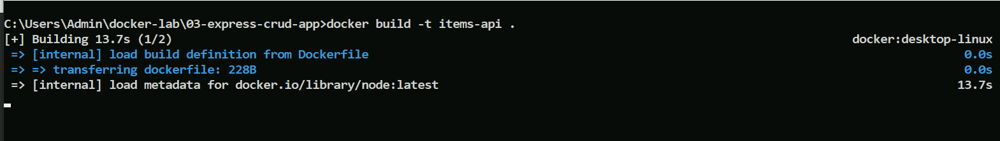 C:\Users\Admin\docker-lab\03-express-crud-app>docker build -t items-api .
[+] Building 13.7s (1/2) docker:desktop-linux
=> [internal] load build definition from Dockerfile 0.0s
=> => transferring dockerfile: 228B 0.0s
=> [internal] load metadata for docker.io/library/node:latest 13.7s